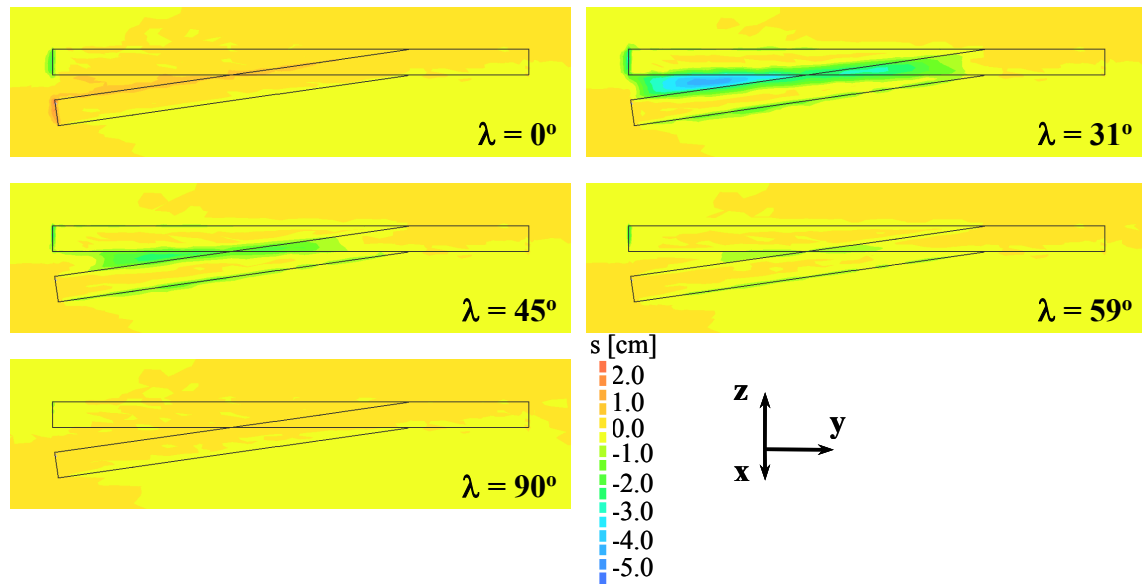 λ = 0º
λ = 31º
λ = 45º
λ = 59º
λ = 90º
s [cm]
2.0
1.0
0.0
-1.0
-2.0
-3.0
-4.0
-5.0
z
y
x